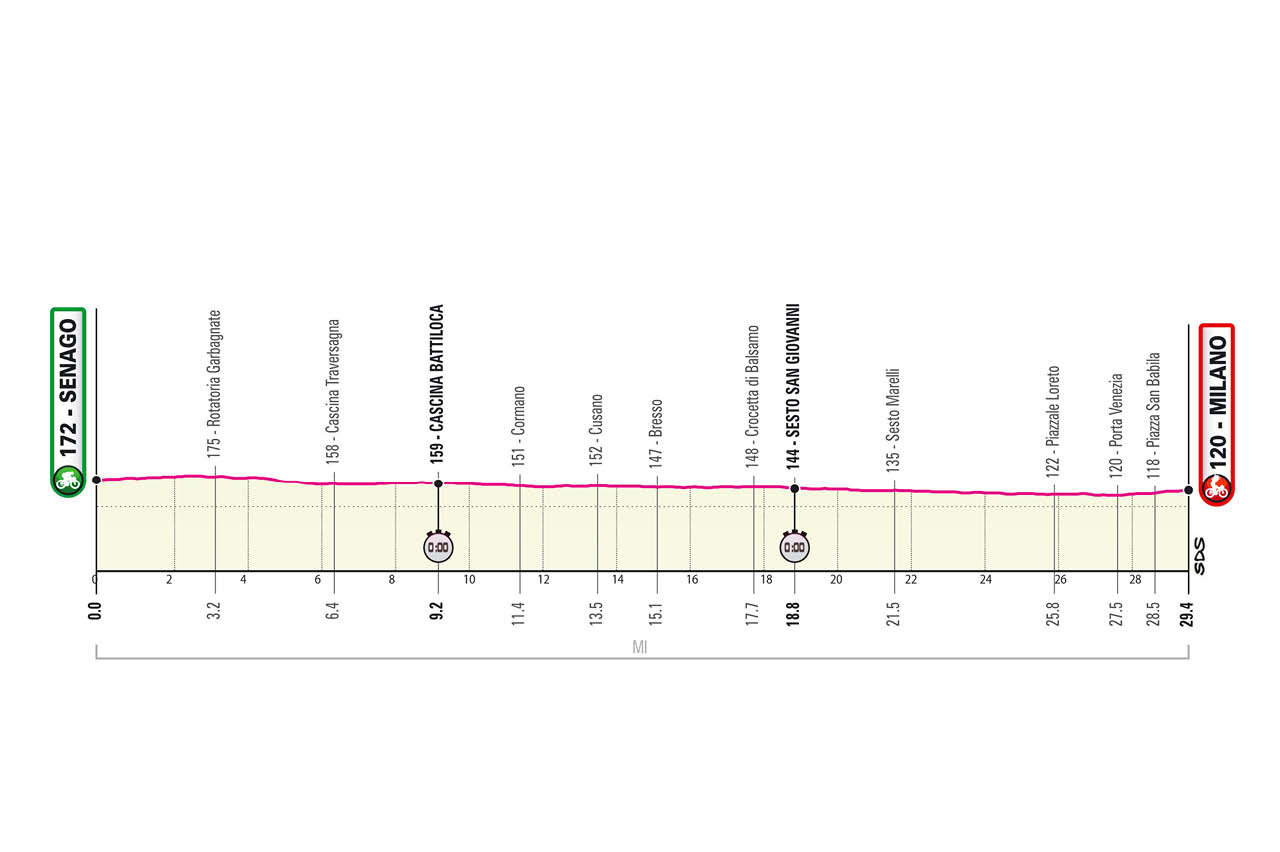 172 - SENAGO
175 - Rotatoria Garbagnate
158 - Cascina Traversagna
159 - CASCINA BATTILOCA
151 - Cormano
152 - Cusano
147 - Bresso
148 - Crocetta di Balsamo
144 - SESTO SAN GIOVANNI
135 - Sesto Marelli
122 - Piazzale Loreto
120 - Porta Venezia
118 - Piazza San Babila
120 - MILANO
0:00
0:00
SDS
0 2 4 6 8 10 12 14 16 18 20 22 24 26 28
0.0 3.2 6.4 9.2 11.4 13.5 15.1 17.7 18.8 21.5 25.8 27.5 28.5 29.4
MI